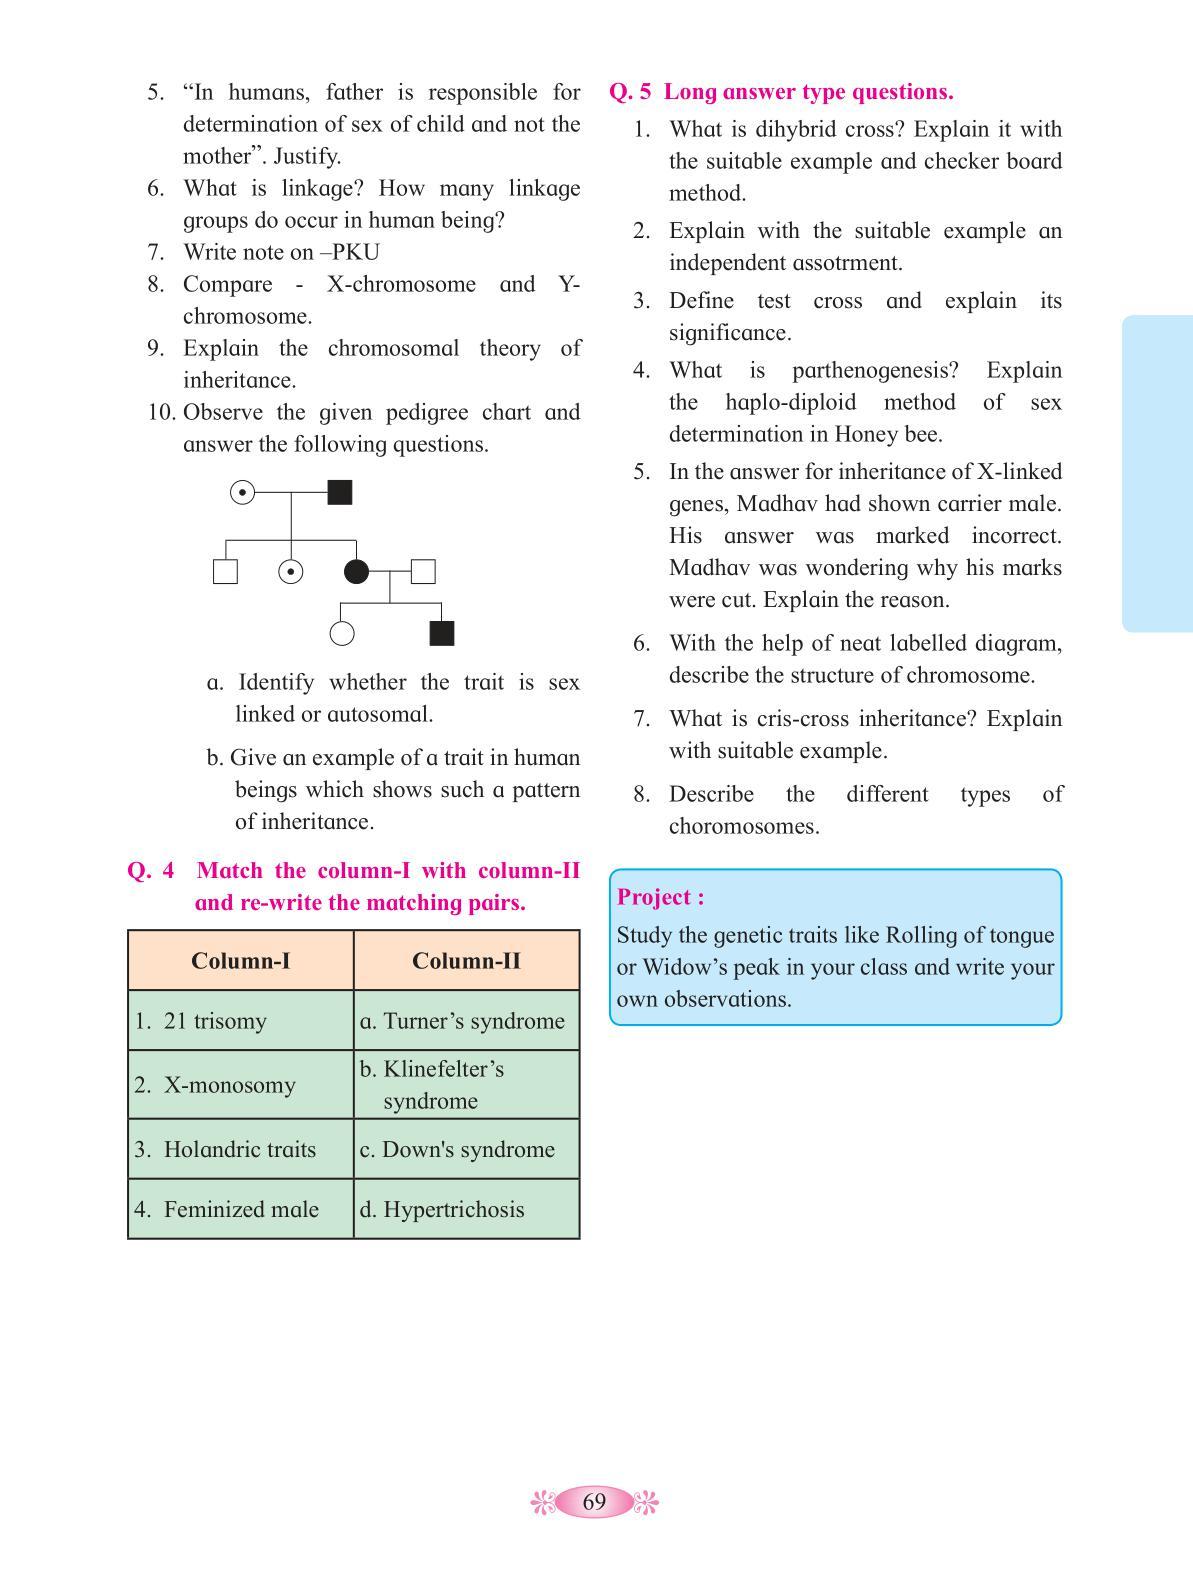 5. “In humans, father is responsible for
determination of sex of child and not the
mother”. Justify.
6. What is linkage? How many linkage
groups do occur in human being?
7. Write note on –PKU
8. Compare - X-chromosome and Y-
chromosome.
9. Explain the chromosomal theory of
inheritance.
10. Observe the given pedigree chart and
answer the following questions.
a. Identify whether the trait is sex
linked or autosomal.
b. Give an example of a trait in human
beings which shows such a pattern
of inheritance.
Q. 4 Match the column-I with column-II
and re-write the matching pairs.
Column-I Column-II
1. 21 trisomy a. Turner’s syndrome
2. X-monosomy b. Klinefelter’s
syndrome
3. Holandric traits c. Down's syndrome
4. Feminized male d. Hypertrichosis
Q. 5 Long answer type questions.
1. What is dihybrid cross? Explain it with
the suitable example and checker board
method.
2. Explain with the suitable example an
independent assotrment.
3. Define test cross and explain its
significance.
4. What is parthenogenesis? Explain
the haplo-diploid method of sex
determination in Honey bee.
5. In the answer for inheritance of X-linked
genes, Madhav had shown carrier male.
His answer was marked incorrect.
Madhav was wondering why his marks
were cut. Explain the reason.
6. With the help of neat labelled diagram,
describe the structure of chromosome.
7. What is cris-cross inheritance? Explain
with suitable example.
8. Describe the different types of
choromosomes.
Project :
Study the genetic traits like Rolling of tongue
or Widow’s peak in your class and write your
own observations.
69